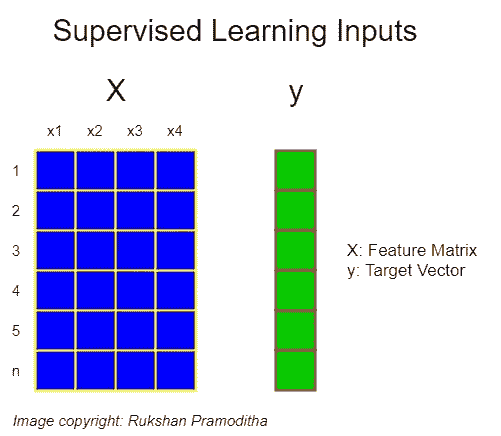 Supervised Learning Inputs
X y
x1 x2 x3 x4
1
2
3
4
5
n
X: Feature Matrix
y: Target Vector
Image copyright: Rukshan Pramoditha